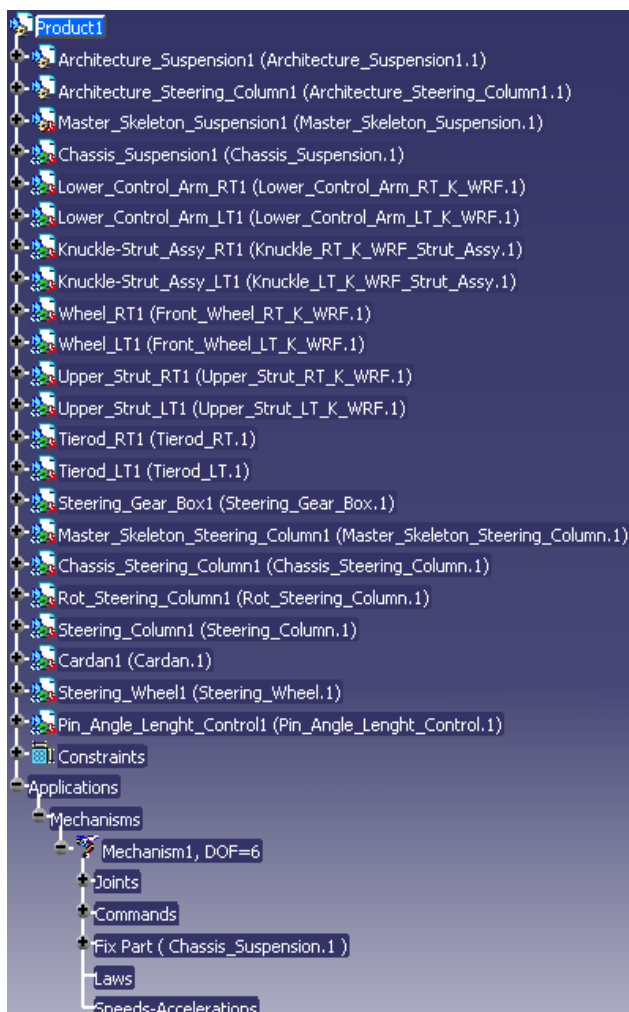 Product1
Architecture_Suspension1 (Architecture_Suspension1.1)
Architecture_Steering_Column1 (Architecture_Steering_Column1.1)
Master_Skeleton_Suspension1 (Master_Skeleton_Suspension.1)
Chassis_Suspension1 (Chassis_Suspension.1)
Lower_Control_Arm_RT1 (Lower_Control_Arm_RT_K_WRF.1)
Lower_Control_Arm_LT1 (Lower_Control_Arm_LT_K_WRF.1)
Knuckle-Strut_Assy_RT1 (Knuckle_RT_K_WRF_Strut_Assy.1)
Knuckle-Strut_Assy_LT1 (Knuckle_LT_K_WRF_Strut_Assy.1)
Wheel_RT1 (Front_Wheel_RT_K_WRF.1)
Wheel_LT1 (Front_Wheel_LT_K_WRF.1)
Upper_Strut_RT1 (Upper_Strut_RT_K_WRF.1)
Upper_Strut_LT1 (Upper_Strut_LT_K_WRF.1)
Tierod_RT1 (Tierod_RT.1)
Tierod_LT1 (Tierod_LT.1)
Steering_Gear_Box1 (Steering_Gear_Box.1)
Master_Skeleton_Steering_Column1 (Master_Skeleton_Steering_Column.1)
Chassis_Steering_Column1 (Chassis_Steering_Column.1)
Rot_Steering_Column1 (Rot_Steering_Column.1)
Steering_Column1 (Steering_Column.1)
Cardan1 (Cardan.1)
Steering_Wheel1 (Steering_Wheel.1)
Pin_Angle_Lenght_Control1 (Pin_Angle_Lenght_Control.1)
Constraints
Applications
Mechanisms
Mechanism1, DOF=6
Joints
Commands
Fix Part ( Chassis_Suspension.1 )
Laws
Speeds-Accelerations